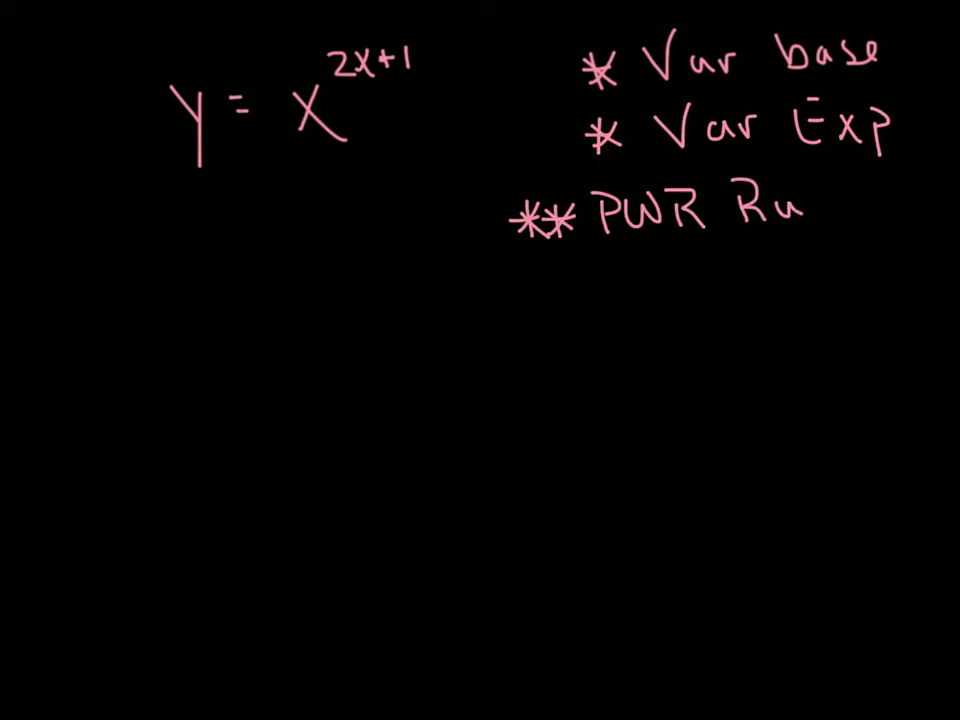 y = x^{2x+1}
* Var base
* Var Exp
** PWR Ru